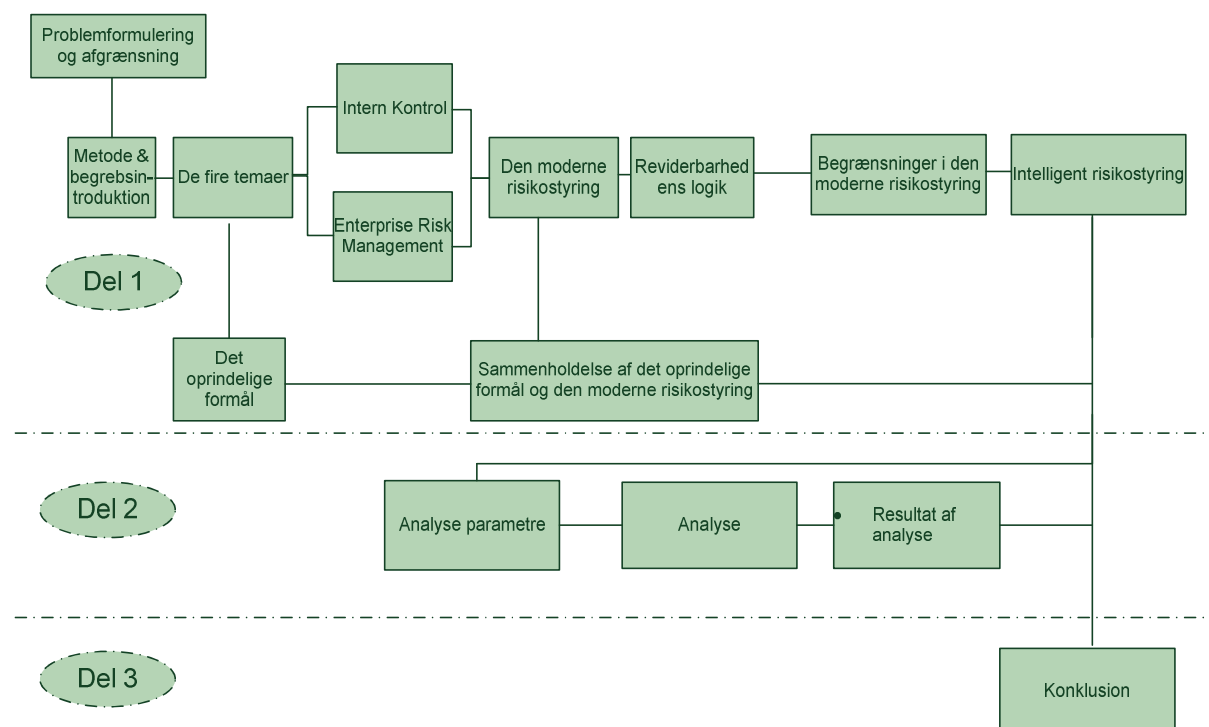 Problemformulering
og afgrænsning
Intern Kontrol
Metode &
begrebsin-
troduktion
De fire temaer
Enterprise Risk
Management
Den moderne
risikostyring
Reviderbarhed
ens logik
Begrænsninger i den
moderne risikostyring
Intelligent risikostyring
Del 1
Det
oprindelige
formål
Sammenholdelse af det oprindelige
formål og den moderne risikostyring
Del 2
Analyse parametre
Analyse
• Resultat af
analyse
Del 3
Konklusion